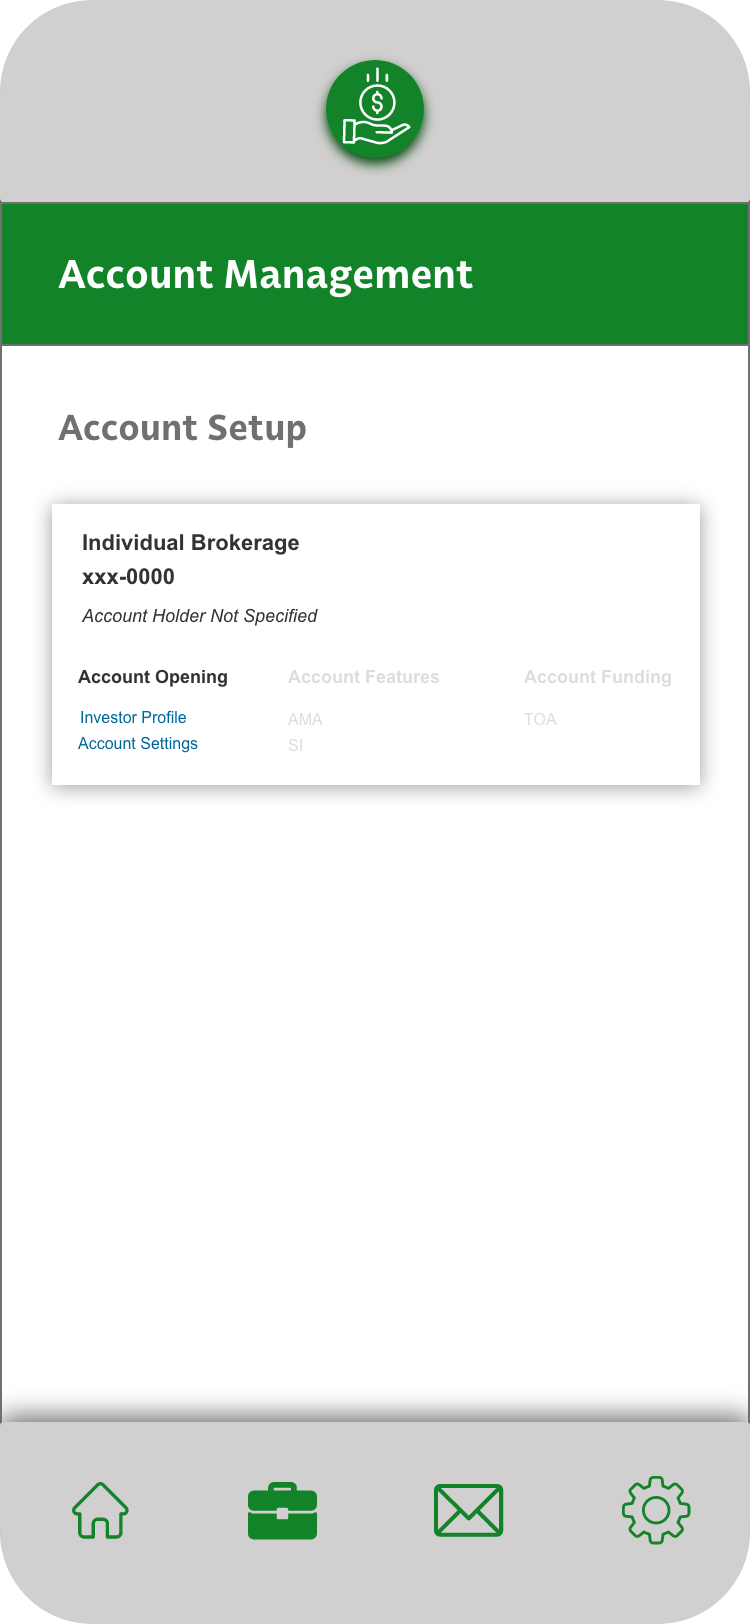 $
Account Management
Account Setup
Individual Brokerage
xxx-0000
Account Holder Not Specified
Account Opening
Investor Profile
Account Settings
Account Features
AMA
SI
Account Funding
TOA